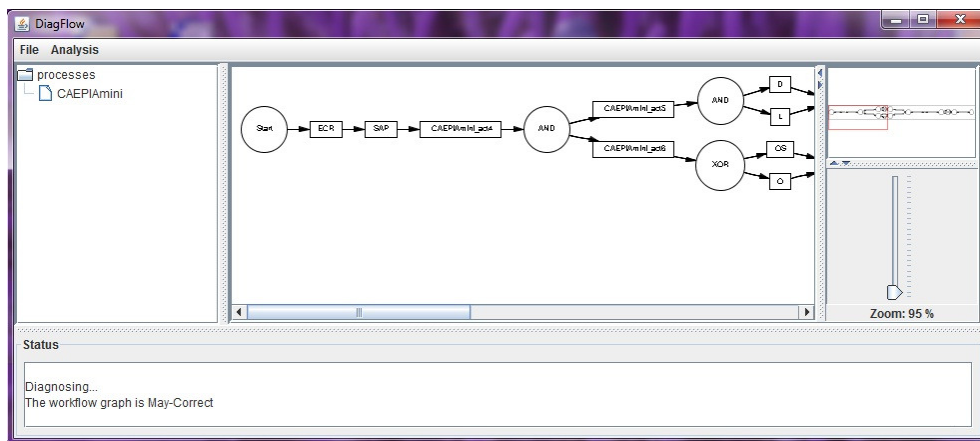 DiagFlow
File Analysis
processes
CAEPIAmini
Start
ECR
SAP
CAEPIAmini_act4
AND
CAEPIAmini_act5
CAEPIAmini_act6
AND
XOR
D
L
OS
O
Zoom: 95 %
Status
Diagnosing...
The workflow graph is May-Correct